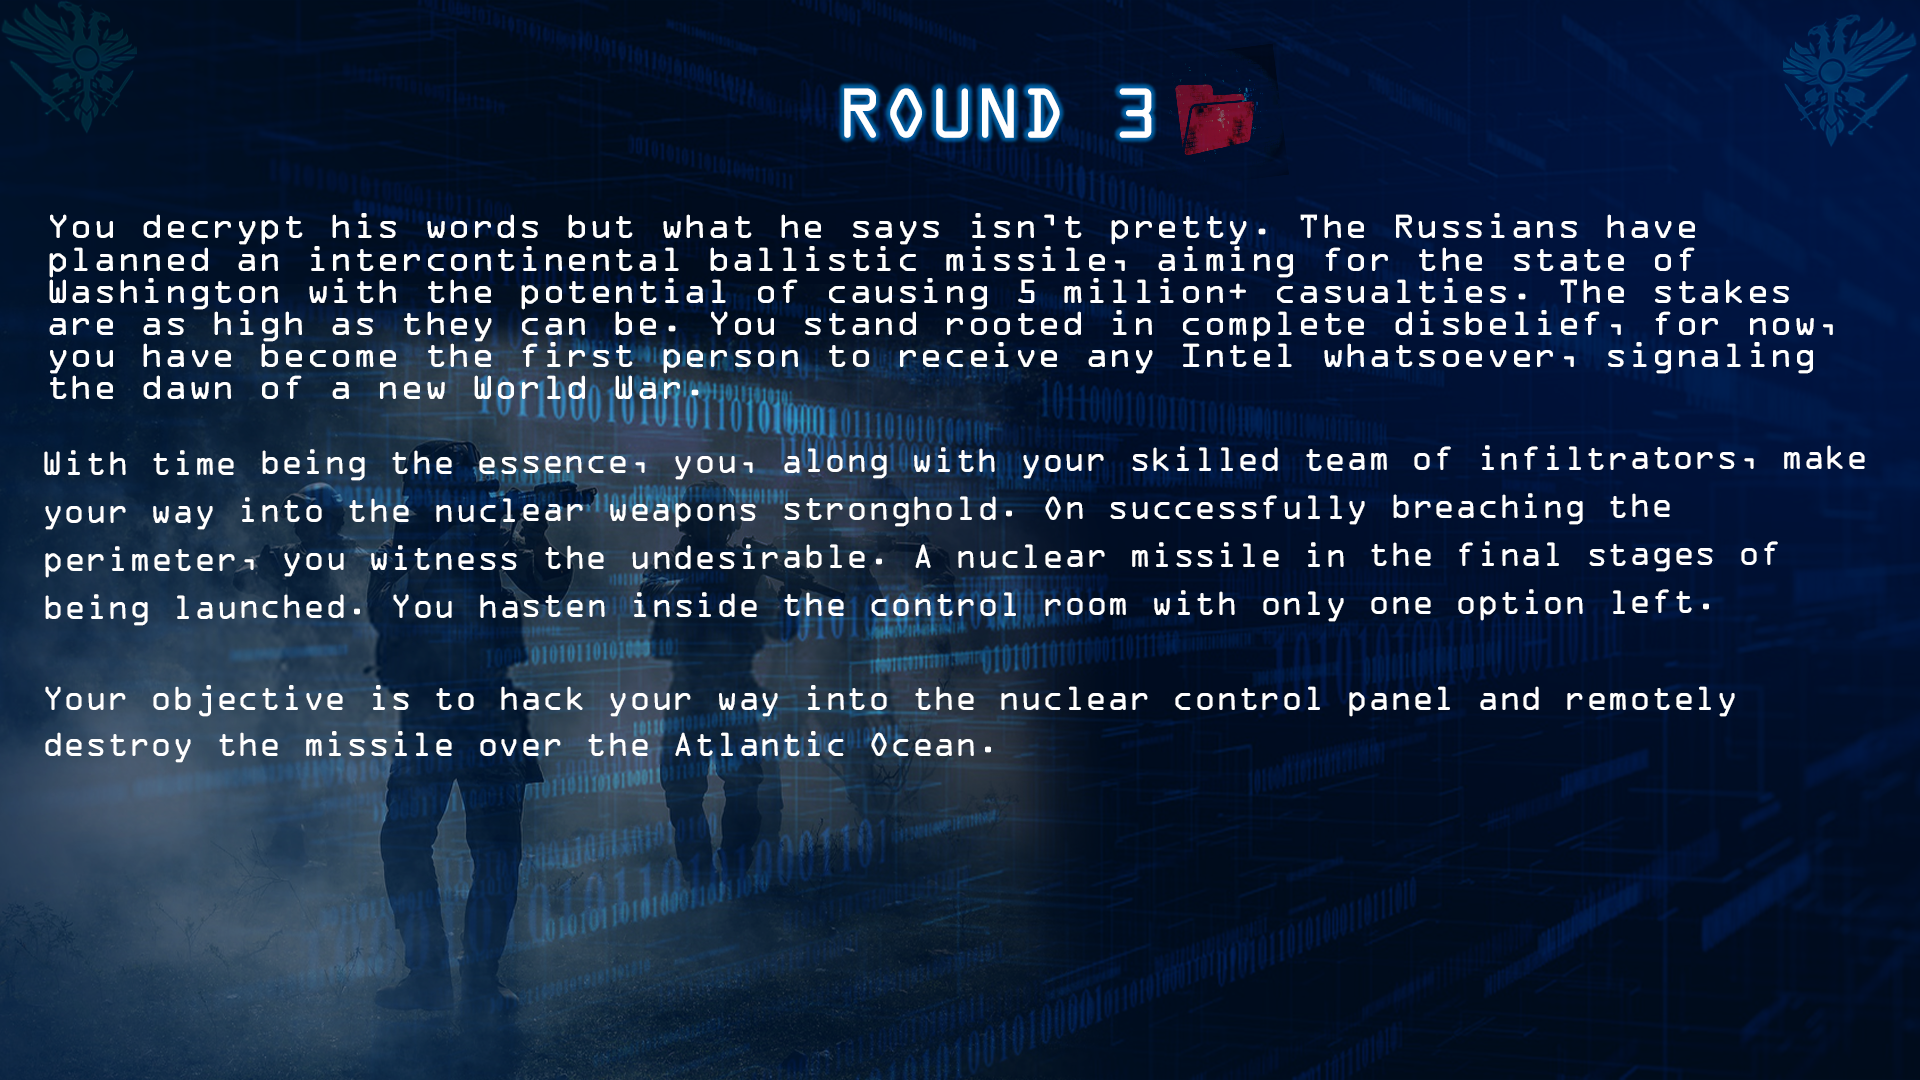 ROUND 3
You decrypt his words but what he says isn't pretty. The Russians have
planned an intercontinental ballistic missile, aiming for the state of
Washington with the potential of causing 5 million+ casualties. The stakes
are as high as they can be. You stand rooted in complete disbelief, for now,
you have become the first person to receive any Intel whatsoever, signaling
the dawn of a new World War.
With time being the essence, you, along with your skilled team of infiltrators, make
your way into the nuclear weapons stronghold. On successfully breaching the
perimeter, you witness the undesirable. A nuclear missile in the final stages of
being launched. You hasten inside the control room with only one option left.
Your objective is to hack your way into the nuclear control panel and remotely
destroy the missile over the Atlantic Ocean.